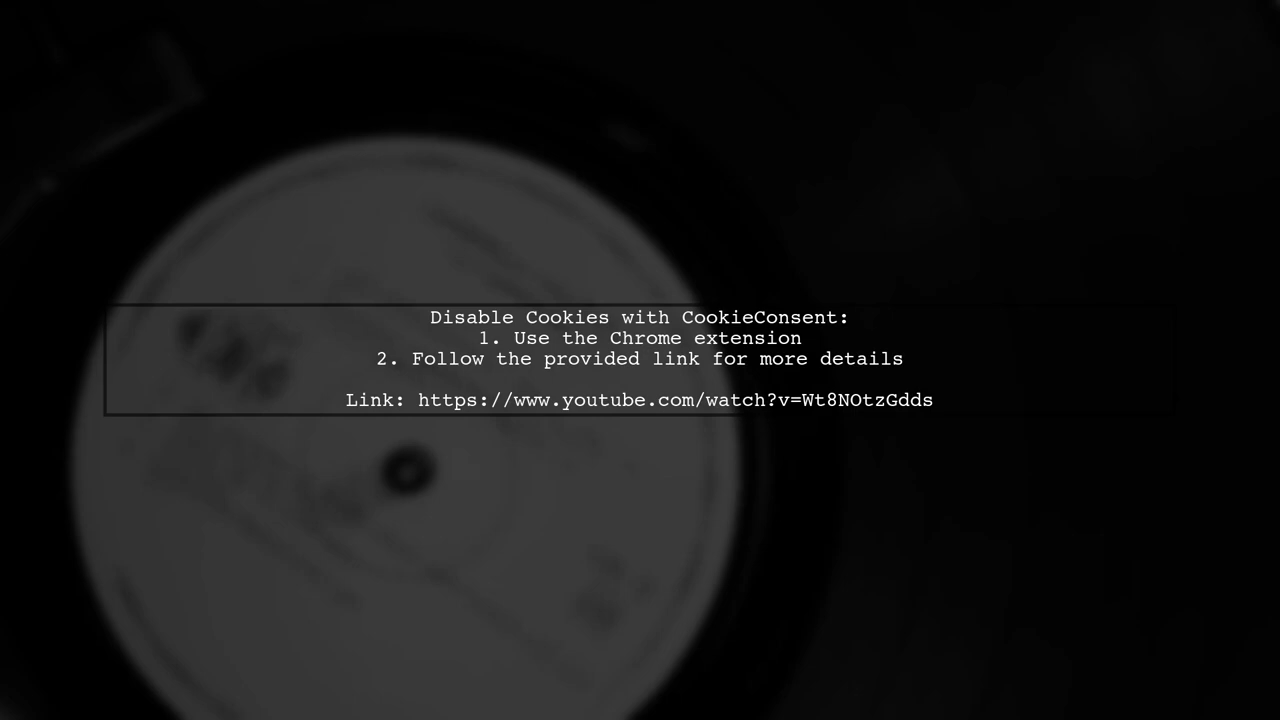 Disable Cookies with CookieConsent:
1. Use the Chrome extension
2. Follow the provided link for more details
Link: https://www.youtube.com/watch?v=Wt8NOtzGdds